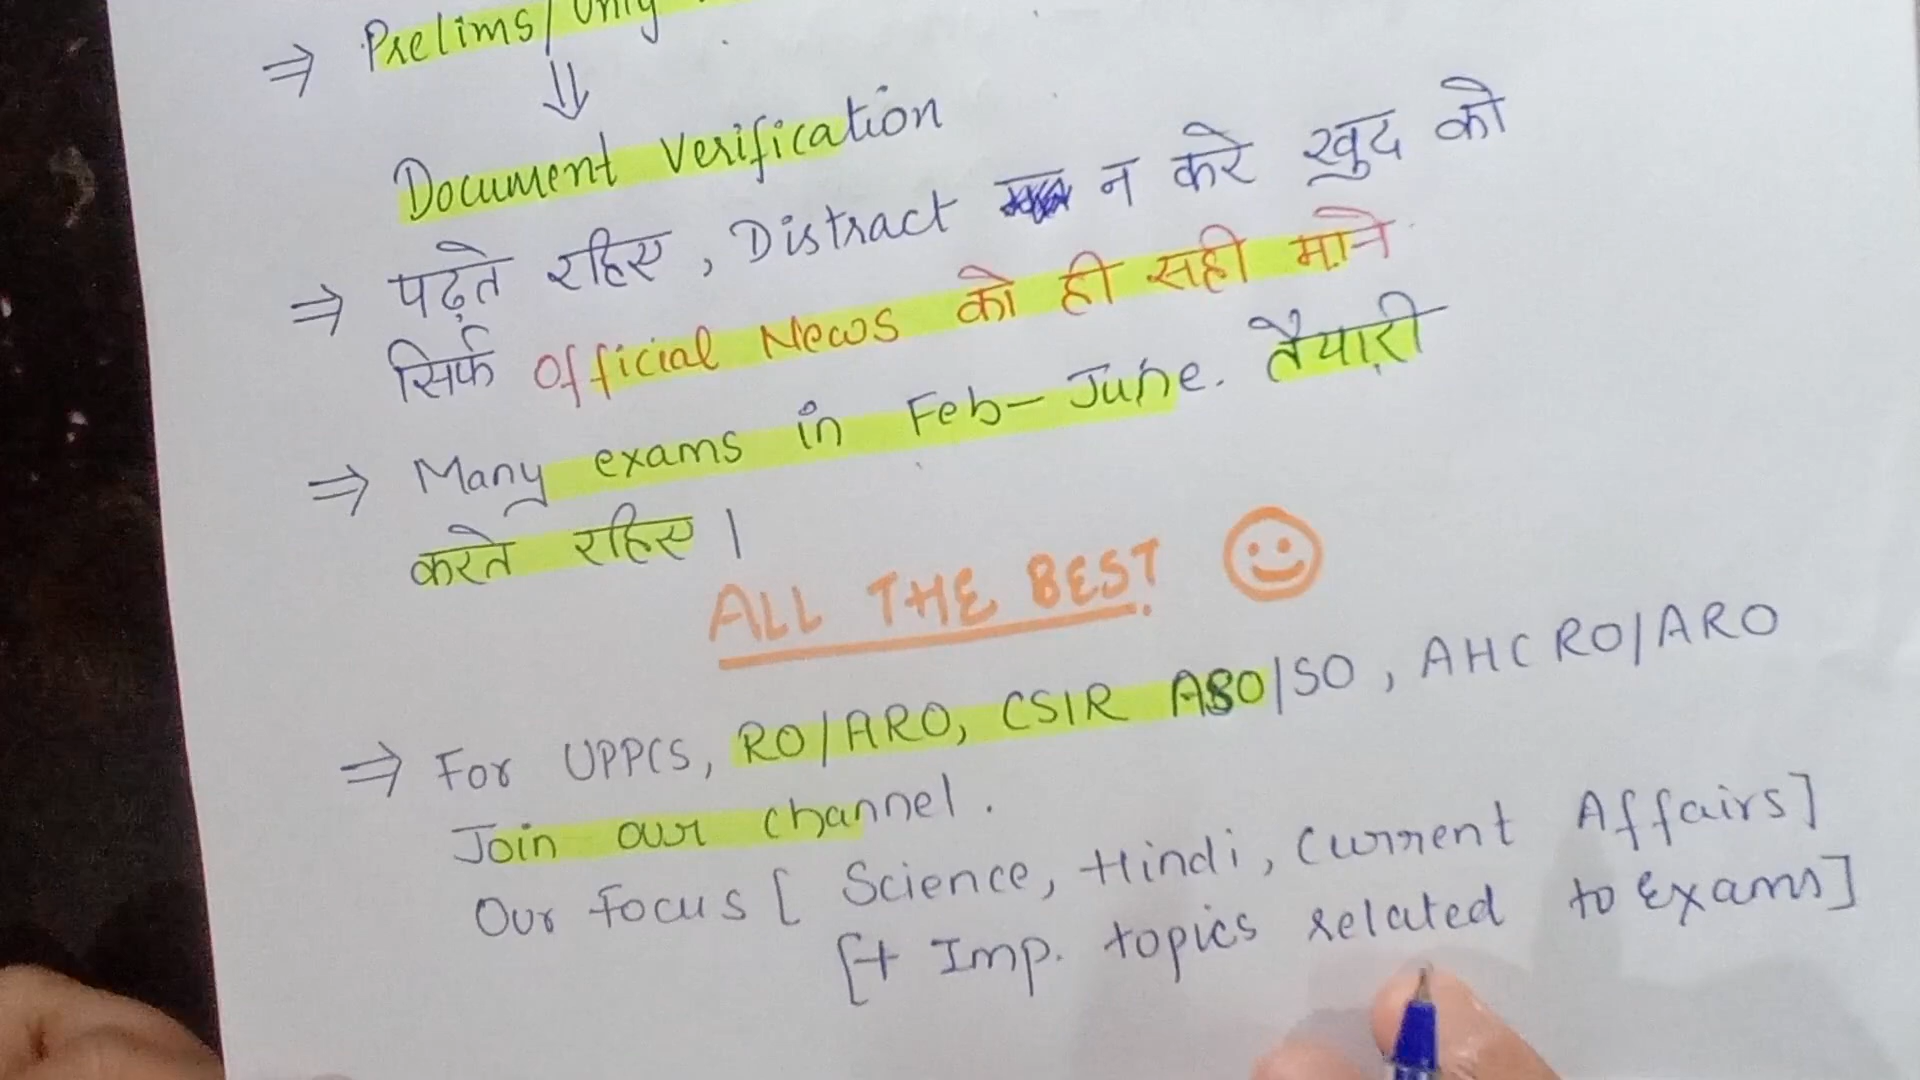 ⇒ Prelims/Only
⇓
Document Verification
⇒ पढ़ते रहिए, Distract न करे खुद को
सिर्फ Official News को ही सही माने
⇒ Many exams in Feb-June. तैयारी
करते रहिए।
ALL THE BEST.
⇒ For UPPCS, RO/ARO, CSIR ASO/SO, AHC RO/ARO
Join our channel.
Our Focus [ Science, Hindi, Current Affairs]
[+ Imp. topics related to Exams]